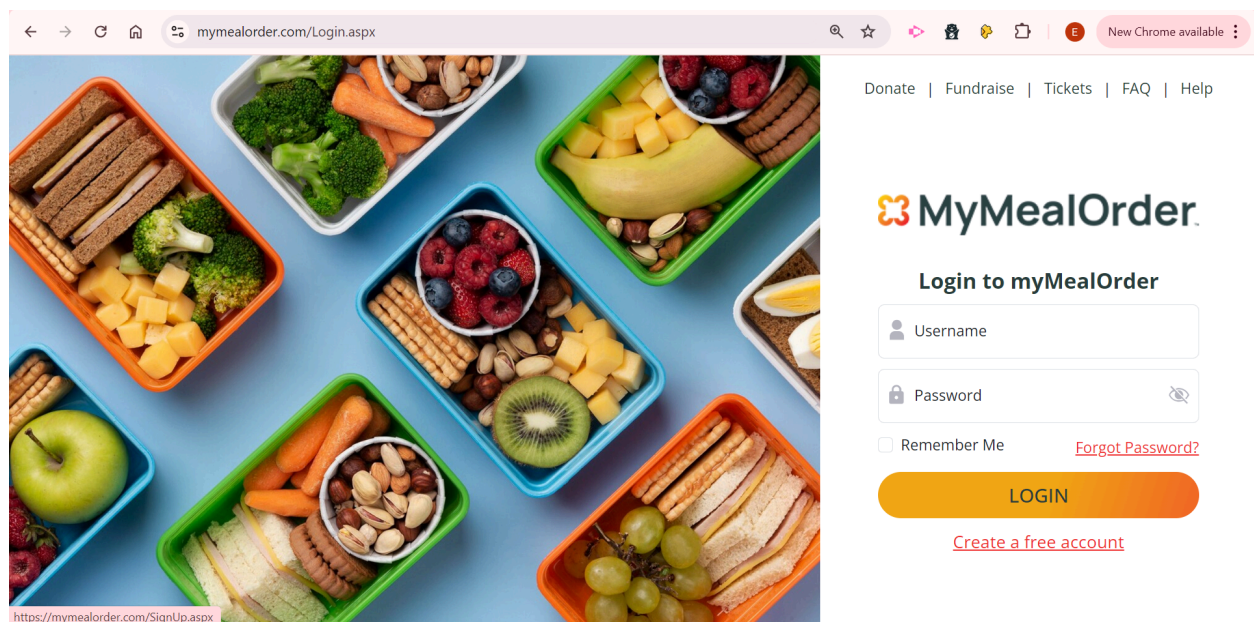 mymealorder.com/Login.aspx
E
New Chrome available
Donate | Fundraise | Tickets | FAQ | Help
MyMealOrder
Login to myMealOrder
Username
Password
Remember Me
Forgot Password?
LOGIN
Create a free account
https://mymealorder.com/SignUp.aspx